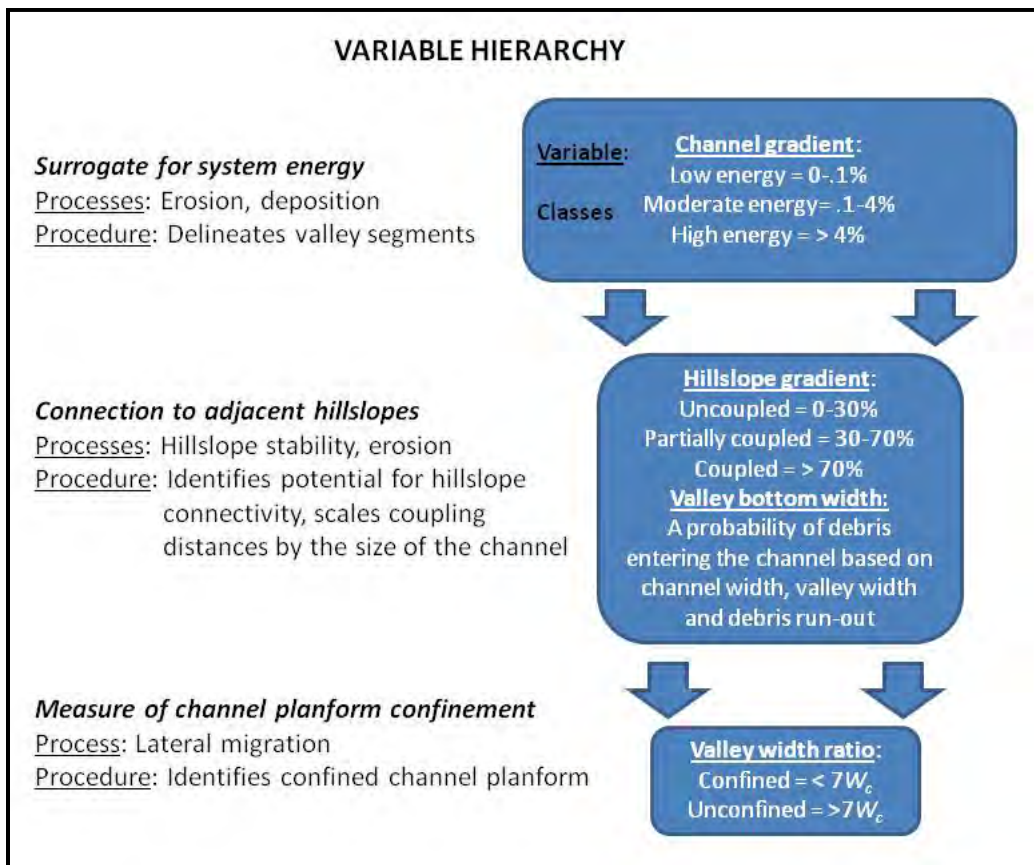 VARIABLE HIERARCHY
Surrogate for system energy
Processes: Erosion, deposition
Procedure: Delineates valley segments
Variable:
Classes
Channel gradient:
Low energy = 0-.1%
Moderate energy= .1-4%
High energy = > 4%
Connection to adjacent hillslopes
Processes: Hillslope stability, erosion
Procedure: Identifies potential for hillslope
connectivity, scales coupling
distances by the size of the channel
Hillslope gradient:
Uncoupled = 0-30%
Partially coupled = 30-70%
Coupled = > 70%
Valley bottom width:
A probability of debris
entering the channel based on
channel width, valley width
and debris run-out
Measure of channel planform confinement
Process: Lateral migration
Procedure: Identifies confined channel planform
Valley width ratio:
Confined = < 7Wc
Unconfined = >7Wc